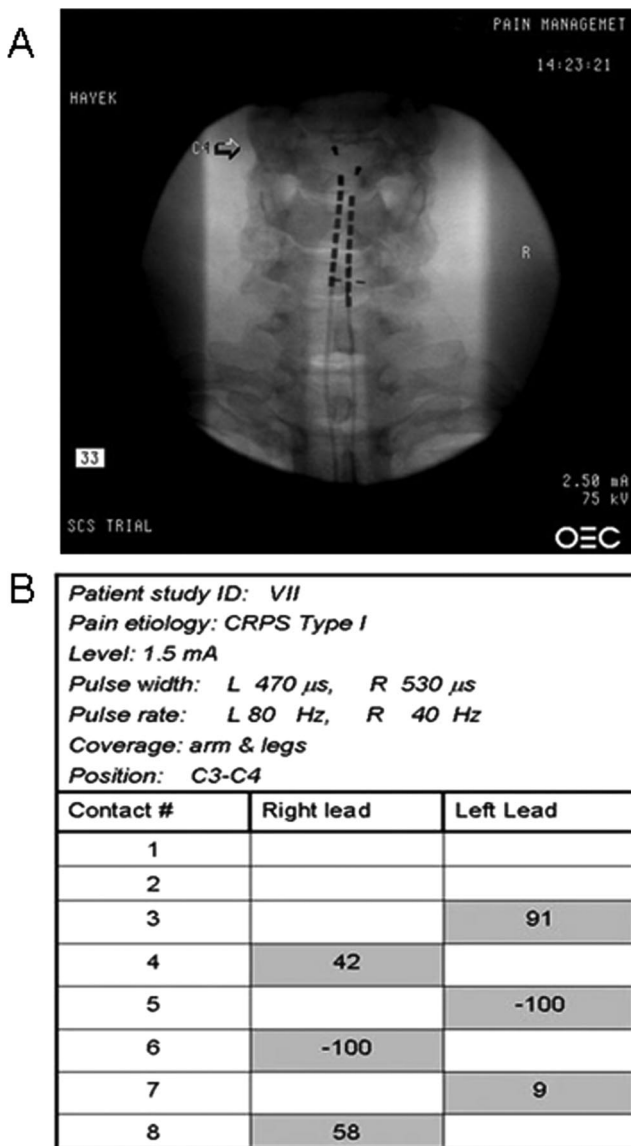 A
PAIN MANAGEMET
14:23:21
HAYEK
C4
R
33
2.50 mA
75 kV
SCS TRIAL
OEC
B
Patient study ID: VII
Pain etiology: CRPS Type I
Level: 1.5 mA
Pulse width: L 470 µs, R 530 µs
Pulse rate: L 80 Hz, R 40 Hz
Coverage: arm & legs
Position: C3-C4
Contact # Right lead Left Lead
1
2
3 91
4 42
5 -100
6 -100
7 9
8 58